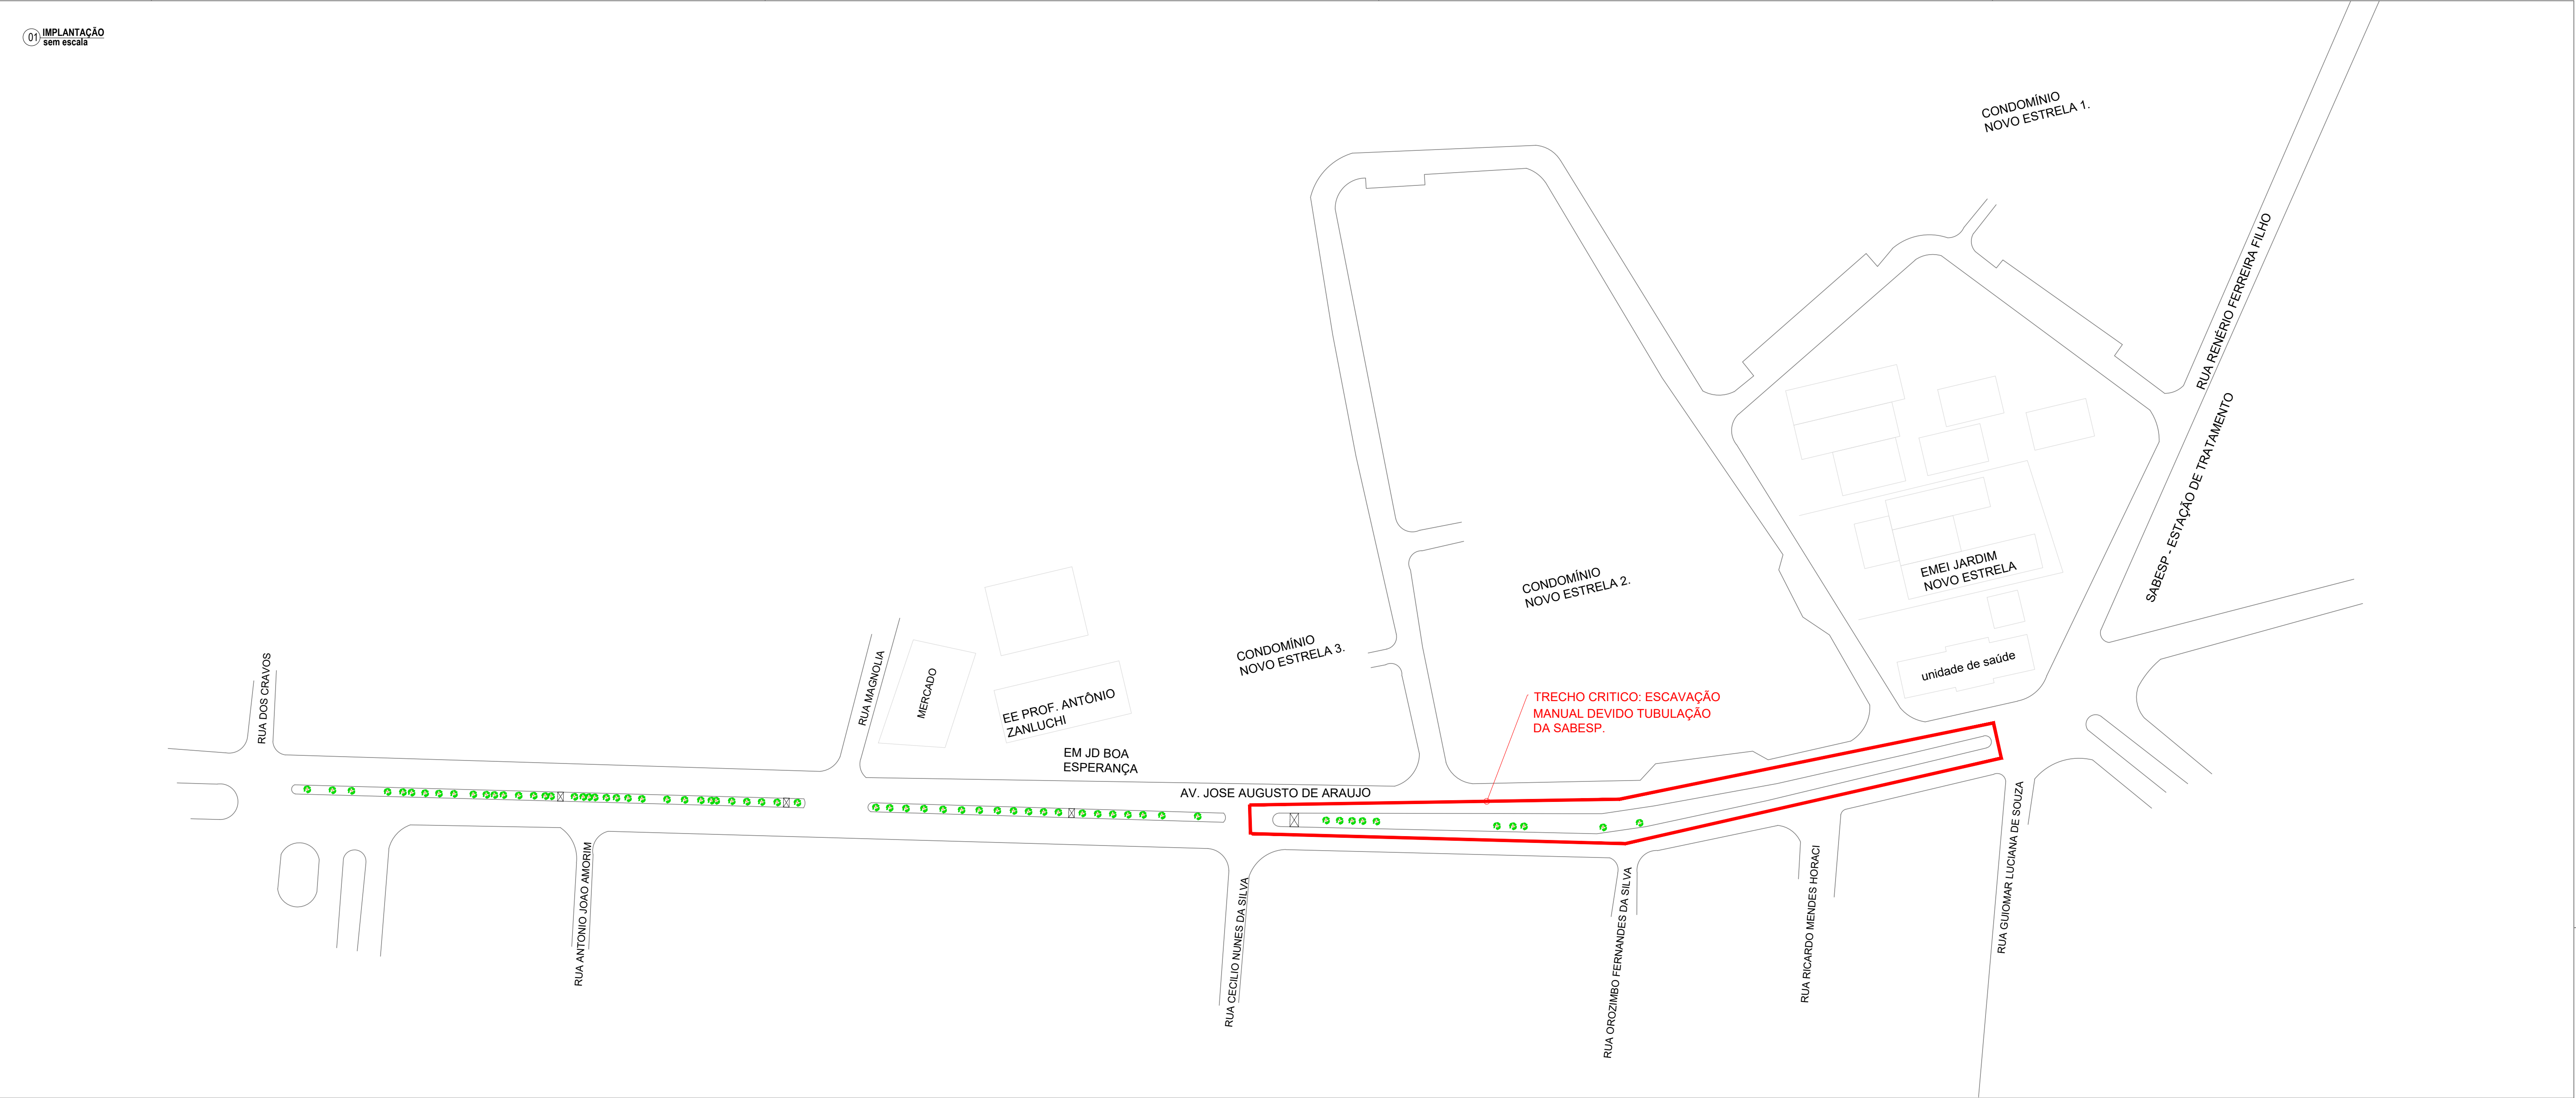 01 IMPLANTAÇÃO
sem escala
CONDOMÍNIO
NOVO ESTRELA 1.
RUA RENÉRIO FERREIRA FILHO
SABESP - ESTAÇÃO DE TRATAMENTO
EMEI JARDIM
NOVO ESTRELA
CONDOMÍNIO
NOVO ESTRELA 2.
CONDOMÍNIO
NOVO ESTRELA 3.
unidade de saúde
RUA DOS CRAVOS
RUA MAGNOLIA
MERCADO
EE PROF. ANTÔNIO
ZANLUCHI
TRECHO CRITICO: ESCAVAÇÃO
MANUAL DEVIDO TUBULAÇÃO
DA SABESP.
EM JD BOA
ESPERANÇA
AV. JOSE AUGUSTO DE ARAUJO
RUA ANTONIO JOAO AMORIM
RUA CECILIO NUNES DA SILVA
RUA OROZIMBO FERNANDES DA SILVA
RUA RICARDO MENDES HORACI
RUA GUIOMAR LUCIANA DE SOUZA